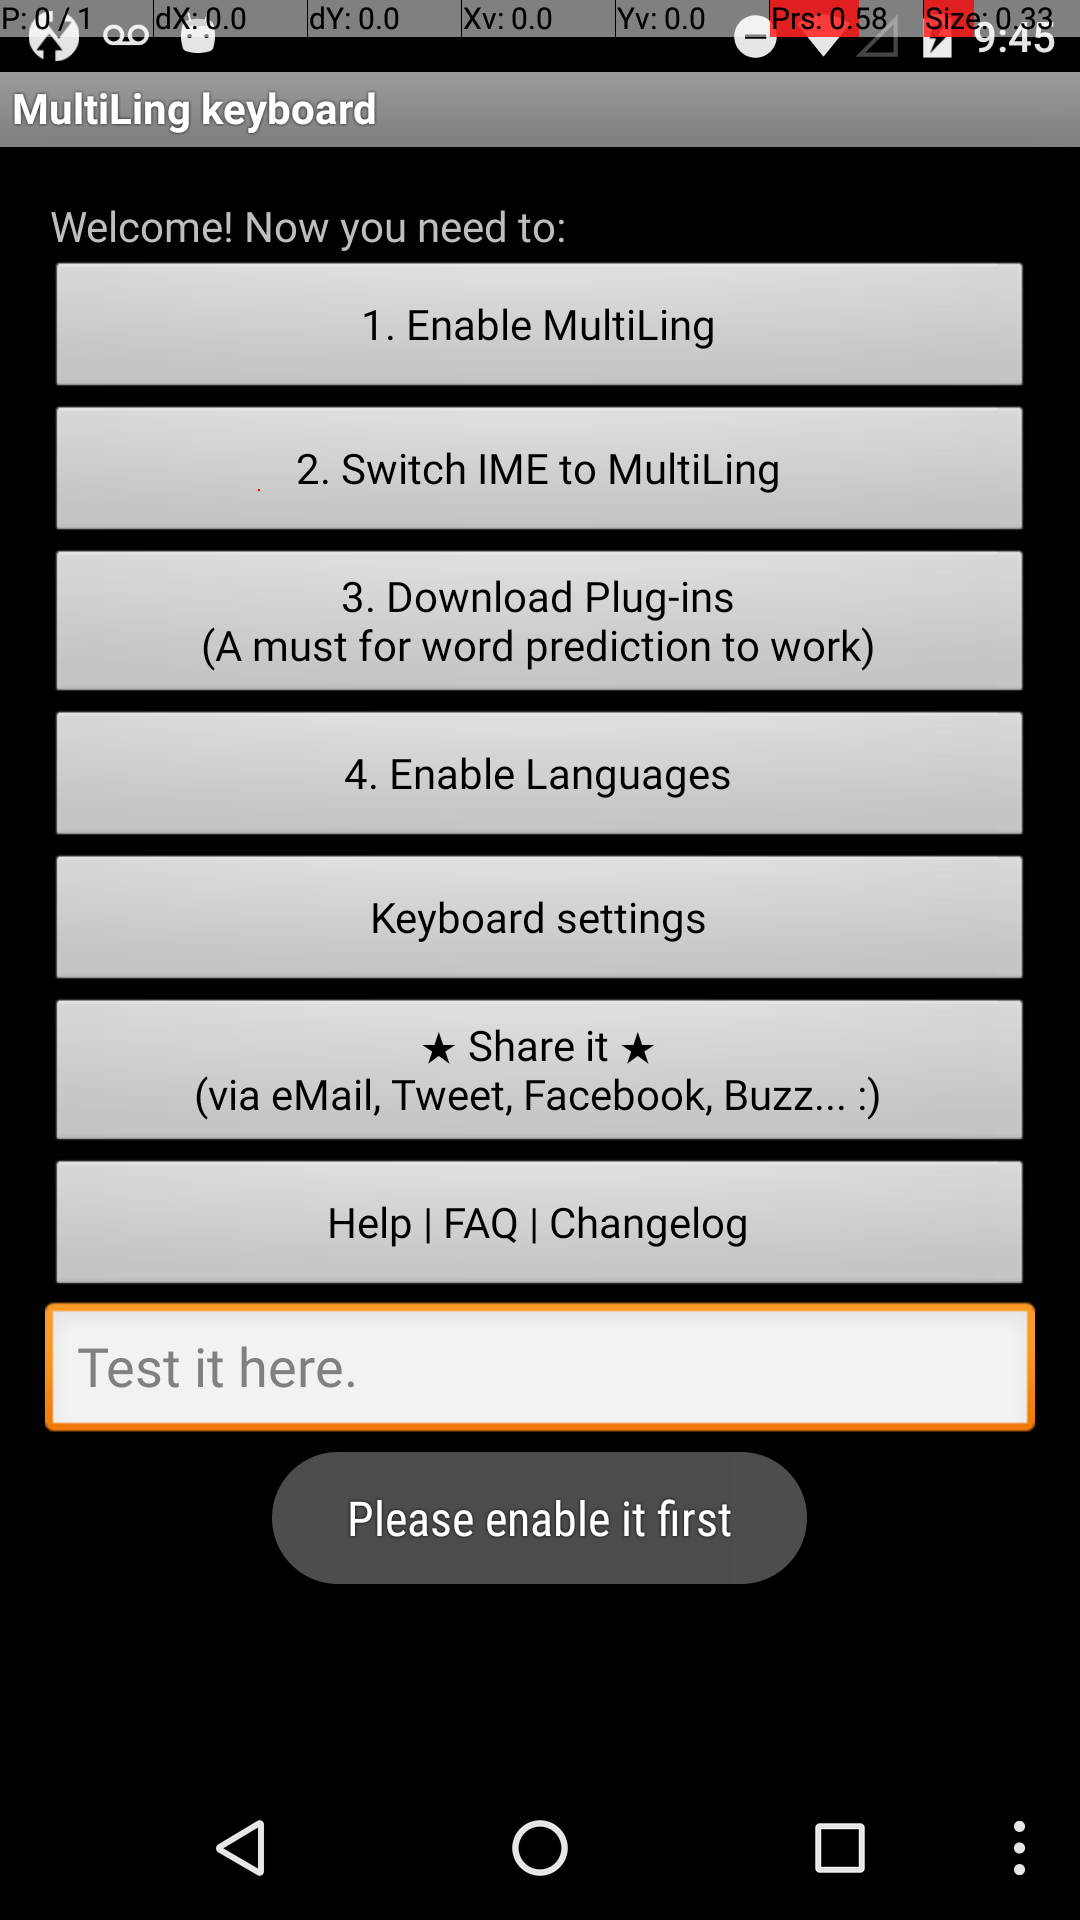 P: 0 / 1 dX: 0.0 dY: 0.0 Xv: 0.0 Yv: 0.0 Prs: 0.58 Size: 0.33
9:45
MultiLing keyboard
Welcome! Now you need to:
1. Enable MultiLing
2. Switch IME to MultiLing
3. Download Plug-ins
(A must for word prediction to work)
4. Enable Languages
Keyboard settings
★ Share it ★
(via eMail, Tweet, Facebook, Buzz... :)
Help | FAQ | Changelog
Test it here.
Please enable it first